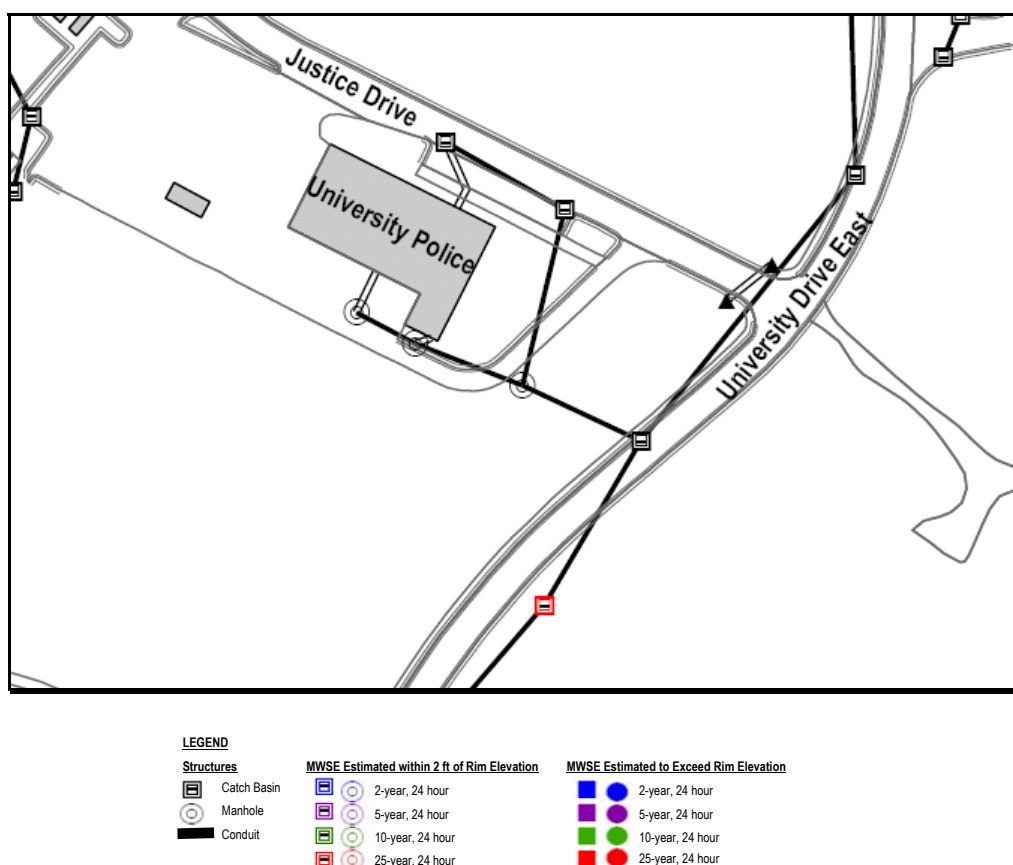 Justice Drive
University Police
University Drive East
LEGEND
Structures
Catch Basin
Manhole
Conduit
MWSE Estimated within 2 ft of Rim Elevation
2-year, 24 hour
5-year, 24 hour
10-year, 24 hour
25-year, 24 hour
MWSE Estimated to Exceed Rim Elevation
2-year, 24 hour
5-year, 24 hour
10-year, 24 hour
25-year, 24 hour